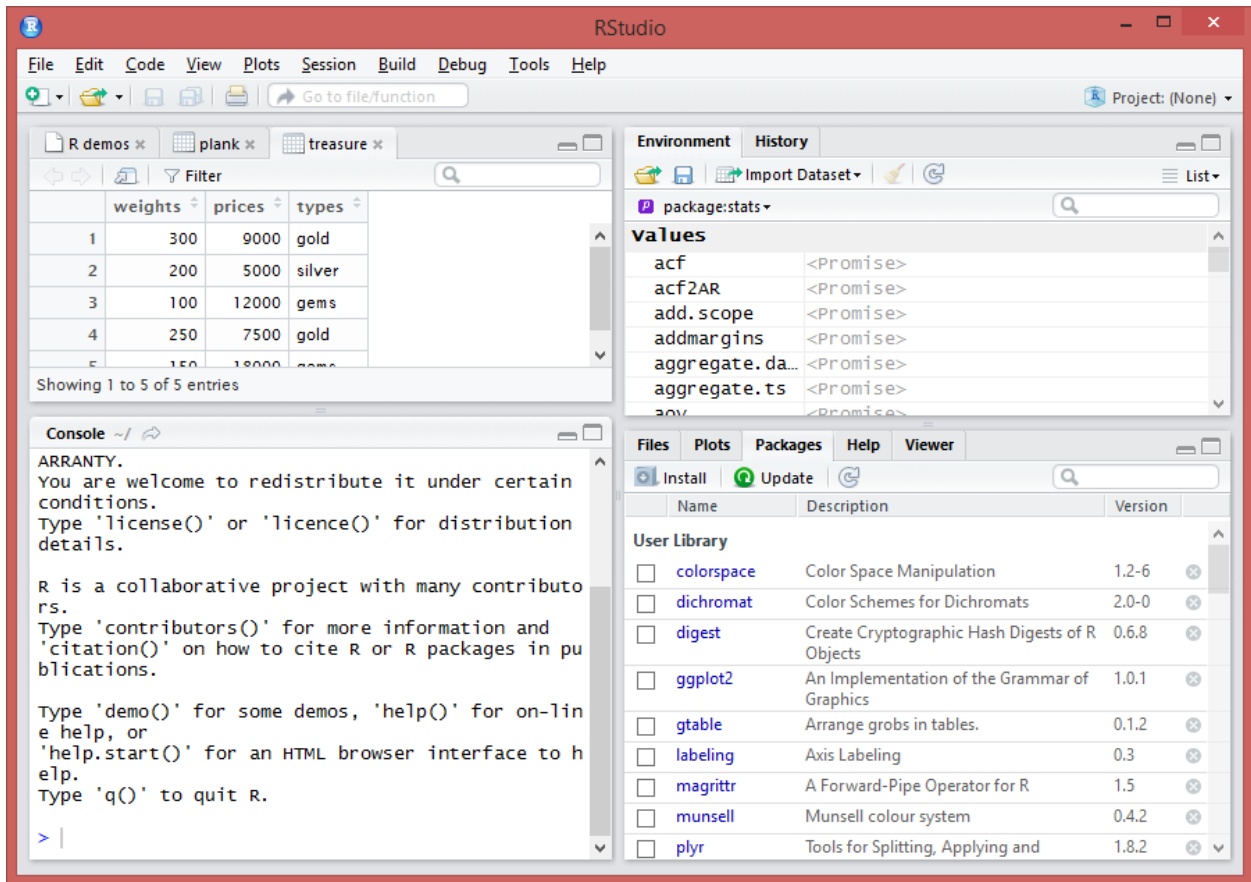 RStudio
File Edit Code View Plots Session Build Debug Tools Help
Go to file/function
Project: (None)
R demos
plank
treasure
Filter
weights prices types
1 300 9000 gold
2 200 5000 silver
3 100 12000 gems
4 250 7500 gold
5 150 18000 gems
Showing 1 to 5 of 5 entries
Console ~/
ARRANTY.
You are welcome to redistribute it under certain
conditions.
Type 'license()' or 'licence()' for distribution
details.
R is a collaborative project with many contributo
rs.
Type 'contributors()' for more information and
'citation()' on how to cite R or R packages in pu
blications.
Type 'demo()' for some demos, 'help()' for on-lin
e help, or
'help.start()' for an HTML browser interface to h
elp.
Type 'q()' to quit R.
>
Environment History
Import Dataset
List
package:stats
Values
acf <Promise>
acf2AR <Promise>
add.scope <Promise>
addmargins <Promise>
aggregate.da… <Promise>
aggregate.ts <Promise>
aov <Promise>
Files Plots Packages Help Viewer
Install Update
Name Description Version
User Library
colorspace Color Space Manipulation 1.2-6
dichromat Color Schemes for Dichromats 2.0-0
digest Create Cryptographic Hash Digests of R 0.6.8
Objects
ggplot2 An Implementation of the Grammar of 1.0.1
Graphics
gtable Arrange grobs in tables. 0.1.2
labeling Axis Labeling 0.3
magrittr A Forward-Pipe Operator for R 1.5
munsell Munsell colour system 0.4.2
plyr Tools for Splitting, Applying and 1.8.2